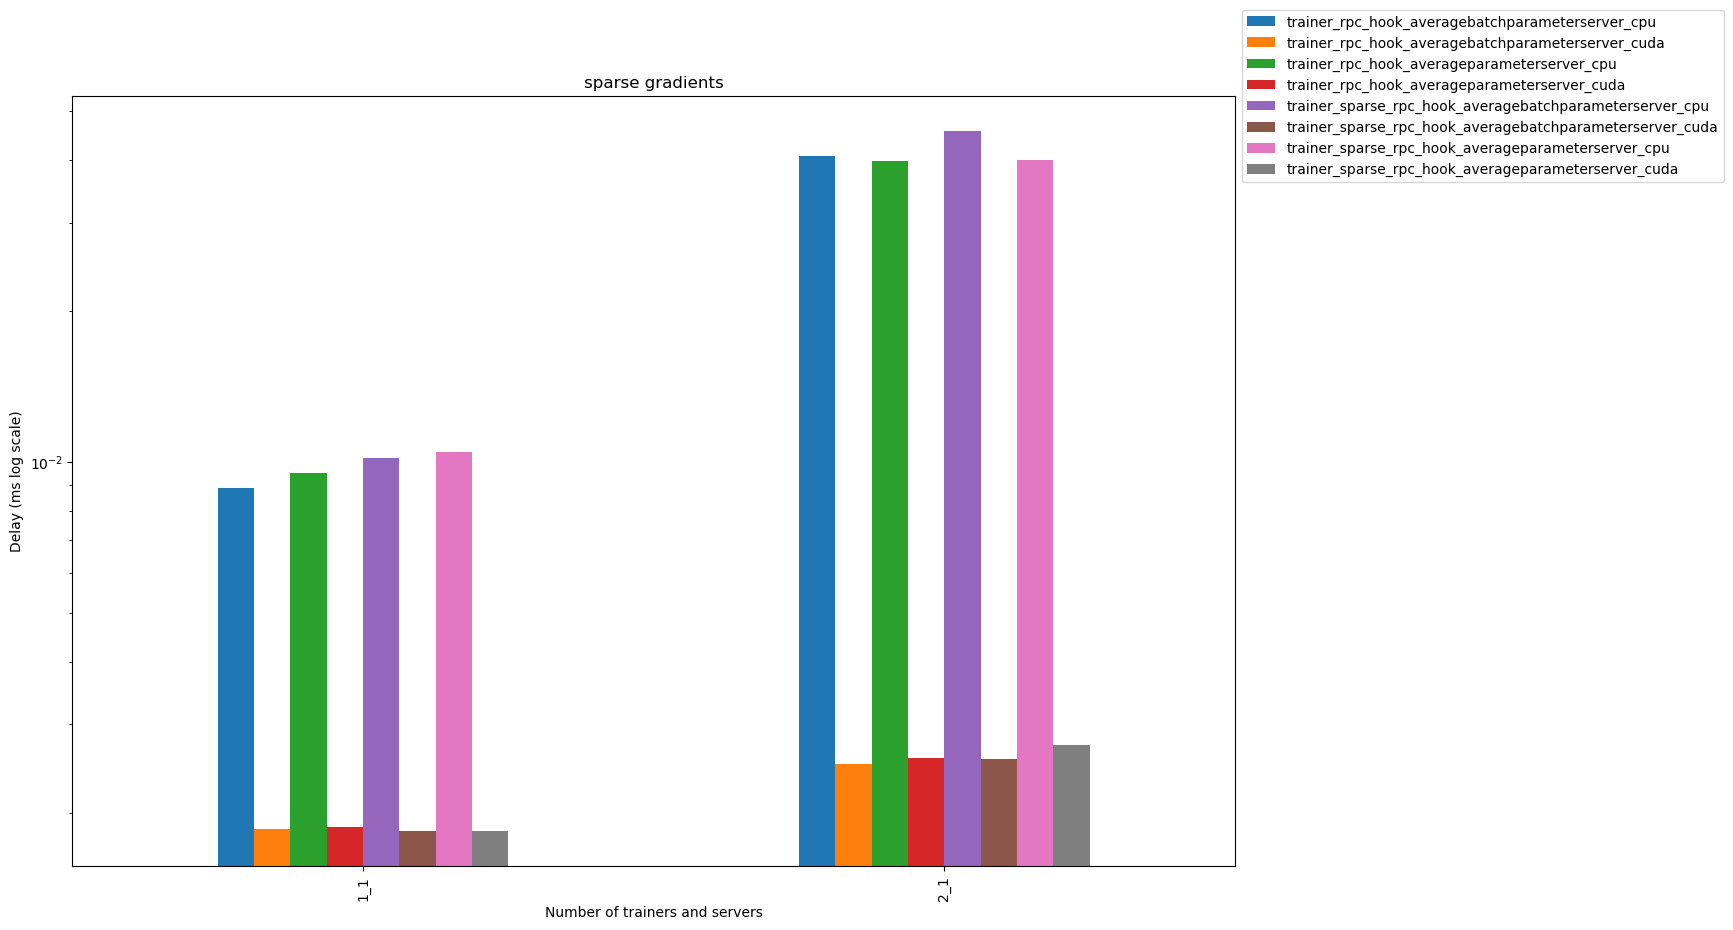 sparse gradients
trainer_rpc_hook_averagebatchparameterserver_cpu
trainer_rpc_hook_averagebatchparameterserver_cuda
trainer_rpc_hook_averageparameterserver_cpu
trainer_rpc_hook_averageparameterserver_cuda
trainer_sparse_rpc_hook_averagebatchparameterserver_cpu
trainer_sparse_rpc_hook_averagebatchparameterserver_cuda
trainer_sparse_rpc_hook_averageparameterserver_cpu
trainer_sparse_rpc_hook_averageparameterserver_cuda
Delay (ms log scale)
10⁻²
1_1
2_1
Number of trainers and servers